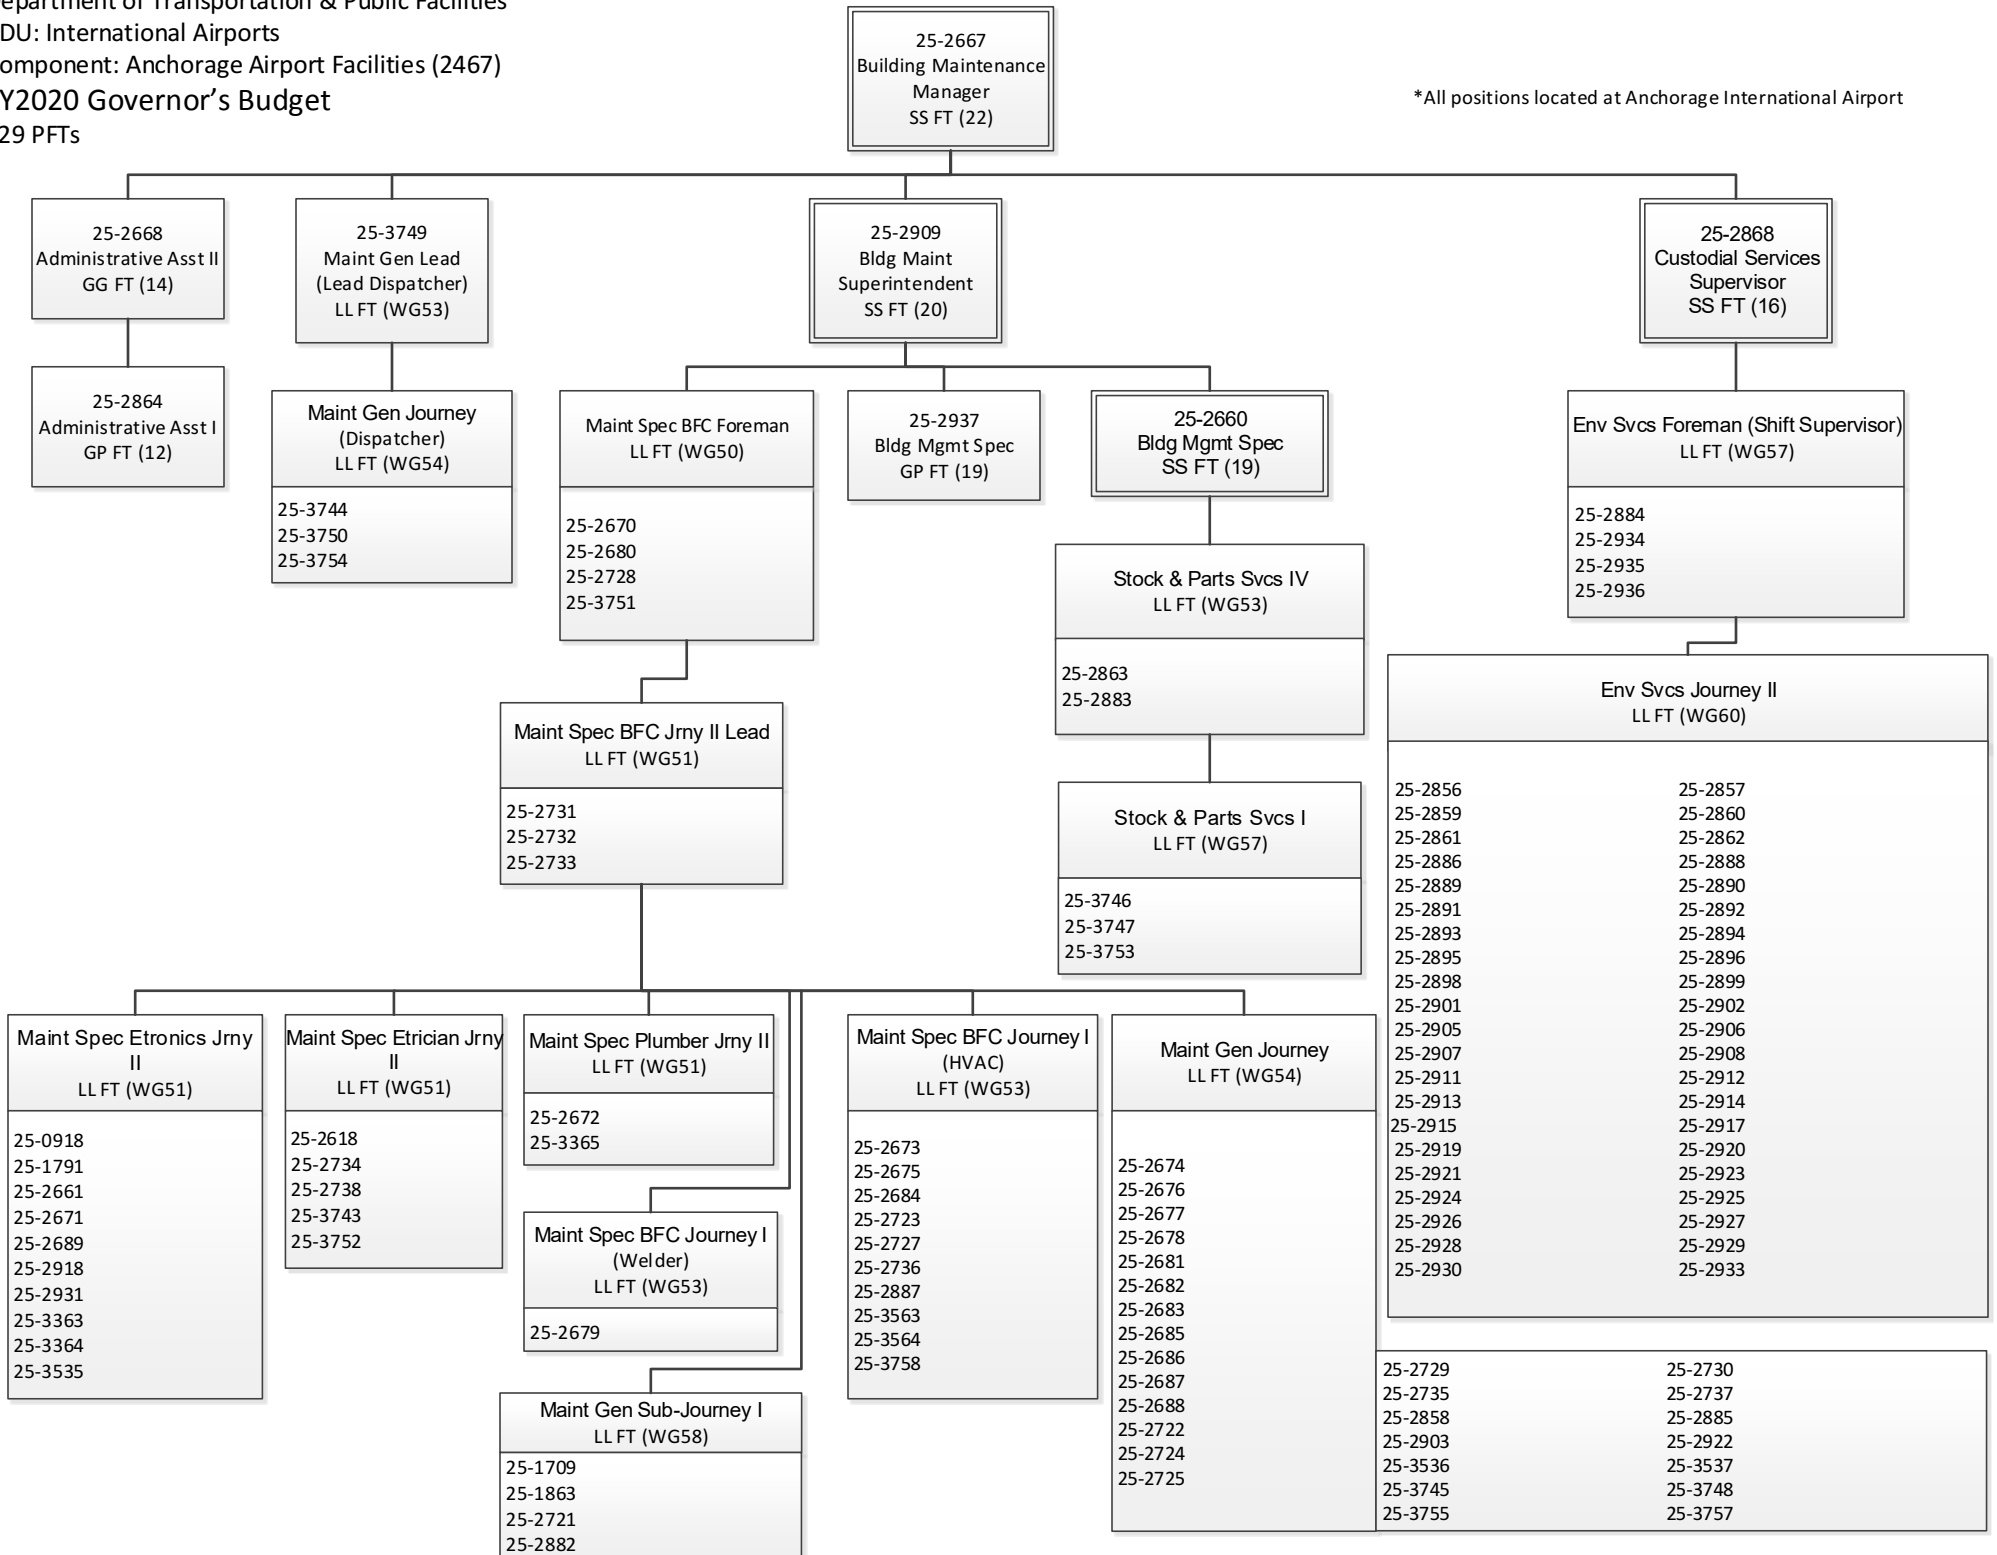 epartment of Transportation & Public Facilities
DU: International Airports
omponent: Anchorage Airport Facilities (2467)
Y2020 Governor’s Budget
29 PFTs
*All positions located at Anchorage International Airport
25-2667
Building Maintenance
Manager
SS FT (22)
25-2668
Administrative Asst II
GG FT (14)
25-2864
Administrative Asst I
GP FT (12)
25-3749
Maint Gen Lead
(Lead Dispatcher)
LL FT (WG53)
Maint Gen Journey
(Dispatcher)
LL FT (WG54)
25-3744
25-3750
25-3754
25-2909
Bldg Maint
Superintendent
SS FT (20)
Maint Spec BFC Foreman
LL FT (WG50)
25-2670
25-2680
25-2728
25-3751
25-2937
Bldg Mgmt Spec
GP FT (19)
25-2660
Bldg Mgmt Spec
SS FT (19)
Stock & Parts Svcs IV
LL FT (WG53)
25-2863
25-2883
Stock & Parts Svcs I
LL FT (WG57)
25-3746
25-3747
25-3753
25-2868
Custodial Services
Supervisor
SS FT (16)
Env Svcs Foreman (Shift Supervisor)
LL FT (WG57)
25-2884
25-2934
25-2935
25-2936
Env Svcs Journey II
LL FT (WG60)
25-2856 25-2857
25-2859 25-2860
25-2861 25-2862
25-2886 25-2888
25-2889 25-2890
25-2891 25-2892
25-2893 25-2894
25-2895 25-2896
25-2898 25-2899
25-2901 25-2902
25-2905 25-2906
25-2907 25-2908
25-2911 25-2912
25-2913 25-2914
25-2915 25-2917
25-2919 25-2920
25-2921 25-2923
25-2924 25-2925
25-2926 25-2927
25-2928 25-2929
25-2930 25-2933
Maint Spec BFC Jrny II Lead
LL FT (WG51)
25-2731
25-2732
25-2733
Maint Spec Etronics Jrny
II
LL FT (WG51)
25-0918
25-1791
25-2661
25-2671
25-2689
25-2918
25-2931
25-3363
25-3364
25-3535
Maint Spec Etrician Jrny
II
LL FT (WG51)
25-2618
25-2734
25-2738
25-3743
25-3752
Maint Spec Plumber Jrny II
LL FT (WG51)
25-2672
25-3365
Maint Spec BFC Journey I
(Welder)
LL FT (WG53)
25-2679
Maint Gen Sub-Journey I
LL FT (WG58)
25-1709
25-1863
25-2721
25-2882
Maint Spec BFC Journey I
(HVAC)
LL FT (WG53)
25-2673
25-2675
25-2684
25-2723
25-2727
25-2736
25-2887
25-3563
25-3564
25-3758
Maint Gen Journey
LL FT (WG54)
25-2674
25-2676
25-2677
25-2678
25-2681
25-2682
25-2683
25-2685
25-2686
25-2687
25-2688
25-2722
25-2724
25-2725
25-2729 25-2730
25-2735 25-2737
25-2858 25-2885
25-2903 25-2922
25-3536 25-3537
25-3745 25-3748
25-3755 25-3757